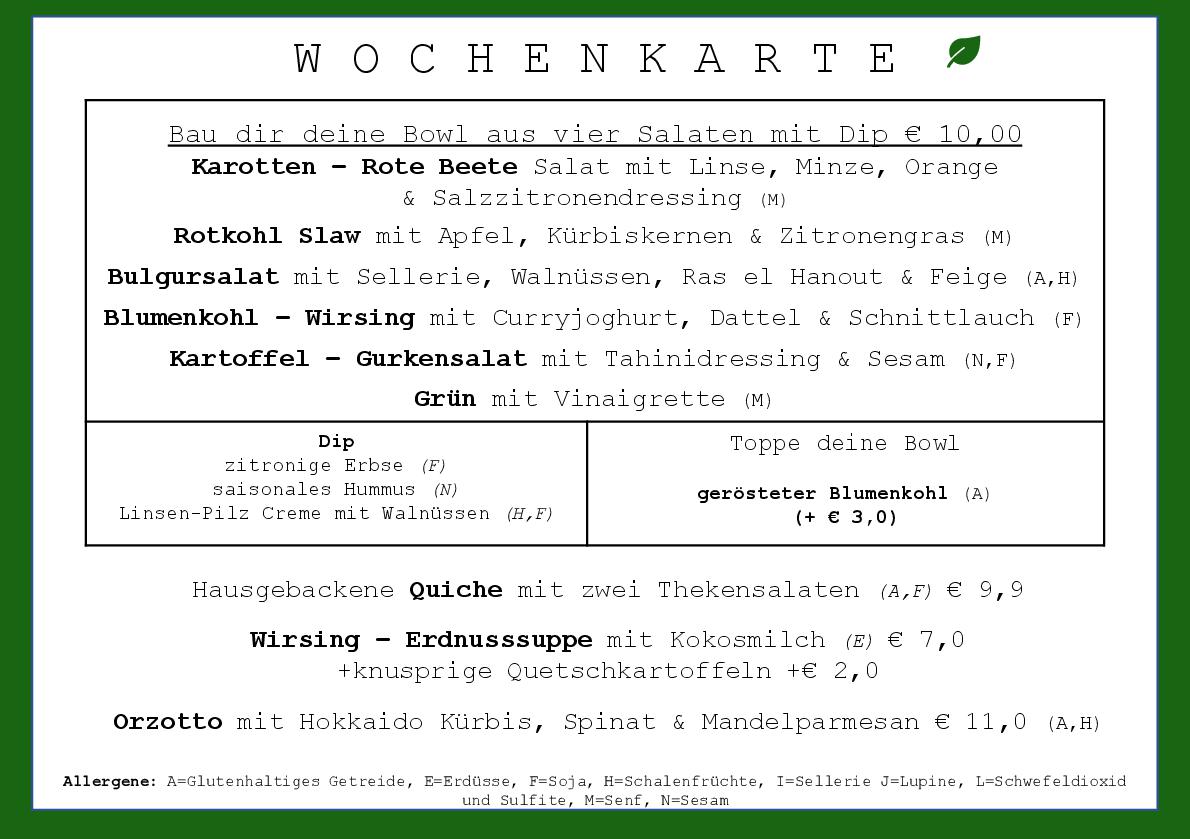 WOCHENKARTE
Bau dir deine Bowl aus vier Salaten mit Dip € 10,00
Karotten – Rote Beete Salat mit Linse, Minze, Orange
& Salzzitronendressing (M)
Rotkohl Slaw mit Apfel, Kürbiskernen & Zitronengras (M)
Bulgursalat mit Sellerie, Walnüssen, Ras el Hanout & Feige (A,H)
Blumenkohl – Wirsing mit Curryjoghurt, Dattel & Schnittlauch (F)
Kartoffel – Gurkensalat mit Tahinidressing & Sesam (N,F)
Grün mit Vinaigrette (M)
Dip
zitronige Erbse (F)
saisonales Hummus (N)
Linsen-Pilz Creme mit Walnüssen (H,F)
Toppe deine Bowl
gerösteter Blumenkohl (A)
(+ € 3,0)
Hausgebackene Quiche mit zwei Thekensalaten (A,F) € 9,9
Wirsing – Erdnusssuppe mit Kokosmilch (E) € 7,0
+knusprige Quetschkartoffeln +€ 2,0
Orzotto mit Hokkaido Kürbis, Spinat & Mandelparmesan € 11,0 (A,H)
Allergene: A=Glutenhaltiges Getreide, E=Erdüsse, F=Soja, H=Schalenfrüchte, I=Sellerie J=Lupine, L=Schwefeldioxid
und Sulfite, M=Senf, N=Sesam